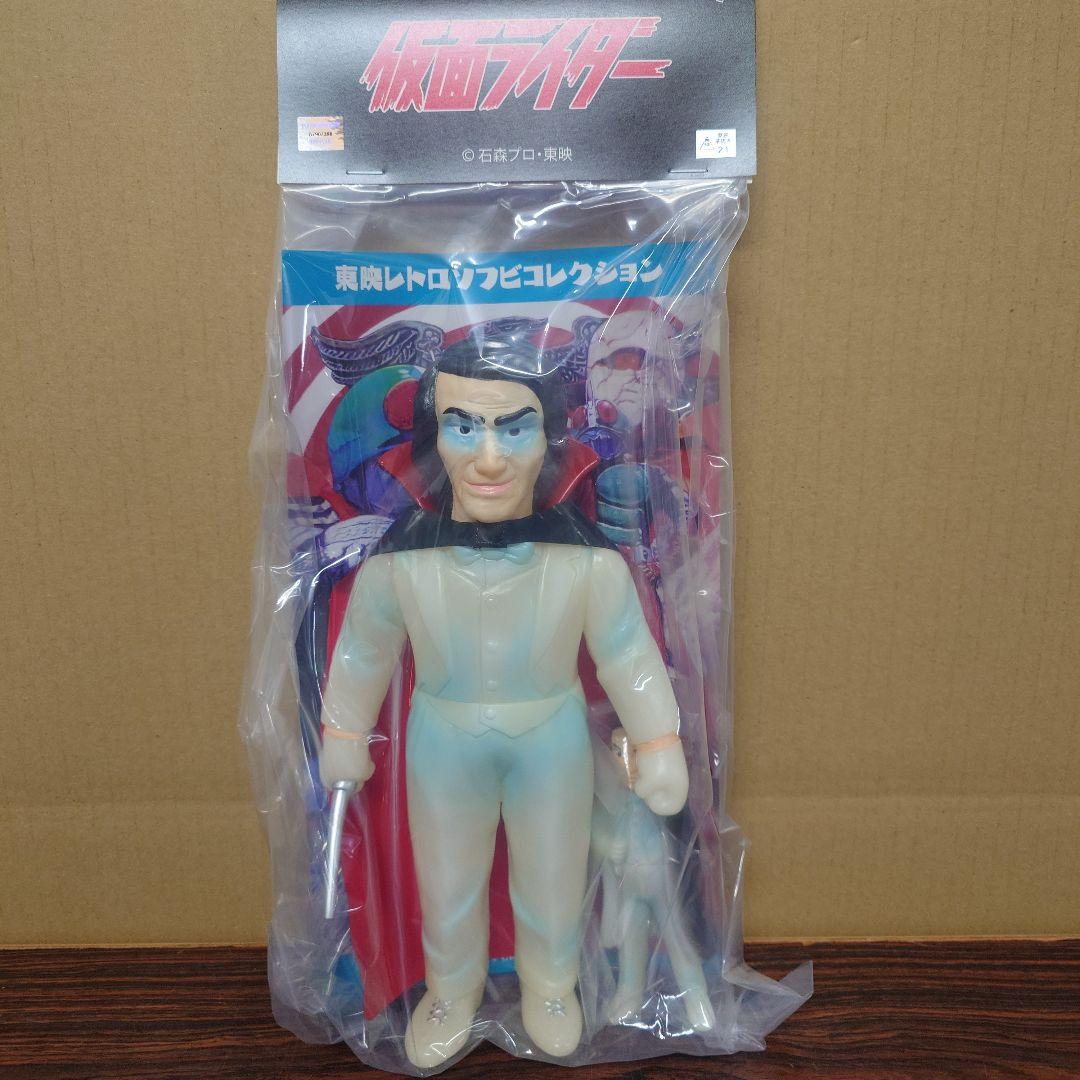 仮面ライダー
© 石森プロ・東映
東映レトロソフビコレクション